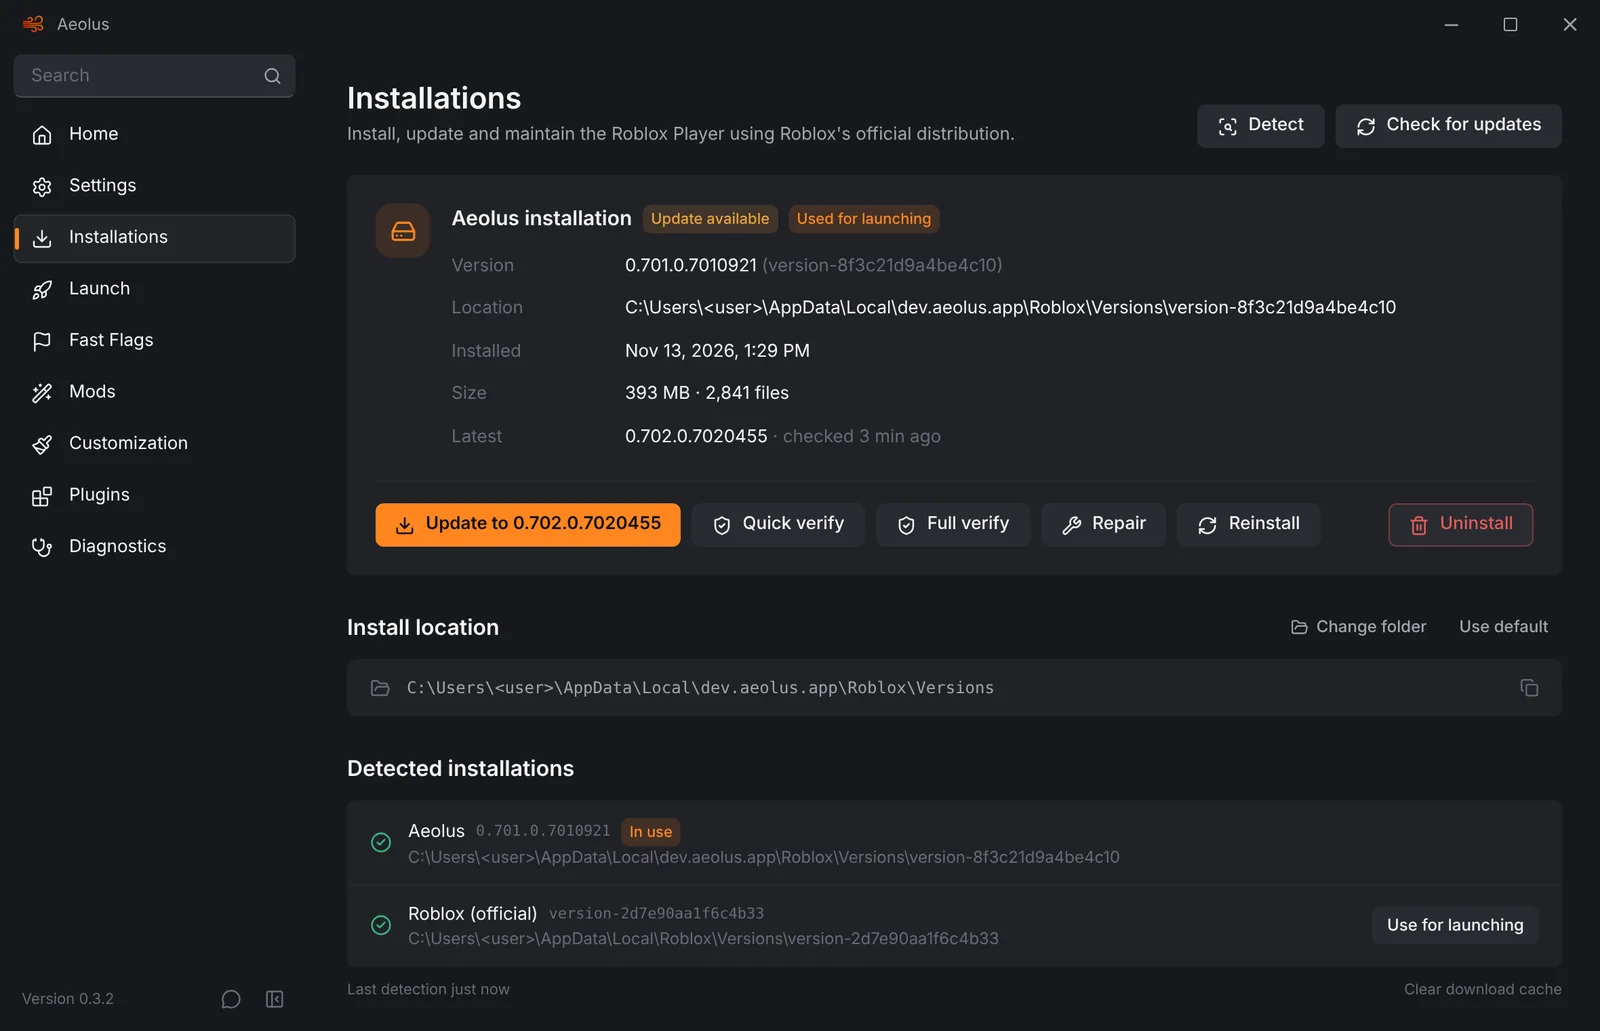 Aeolus
Search
Home
Settings
Installations
Launch
Fast Flags
Mods
Customization
Plugins
Diagnostics
Version 0.3.2
Installations
Install, update and maintain the Roblox Player using Roblox's official distribution.
Detect
Check for updates
Aeolus installation Update available Used for launching
Version 0.701.0.7010921 (version-8f3c21d9a4be4c10)
Location C:\Users\<user>\AppData\Local\dev.aeolus.app\Roblox\Versions\version-8f3c21d9a4be4c10
Installed Nov 13, 2026, 1:29 PM
Size 393 MB · 2,841 files
Latest 0.702.0.7020455 · checked 3 min ago
Update to 0.702.0.7020455 Quick verify Full verify Repair Reinstall Uninstall
Install location Change folder Use default
C:\Users\<user>\AppData\Local\dev.aeolus.app\Roblox\Versions
Detected installations
Aeolus 0.701.0.7010921 In use
C:\Users\<user>\AppData\Local\dev.aeolus.app\Roblox\Versions\version-8f3c21d9a4be4c10
Roblox (official) version-2d7e90aa1f6c4b33
C:\Users\<user>\AppData\Local\Roblox\Versions\version-2d7e90aa1f6c4b33
Use for launching
Last detection just now Clear download cache